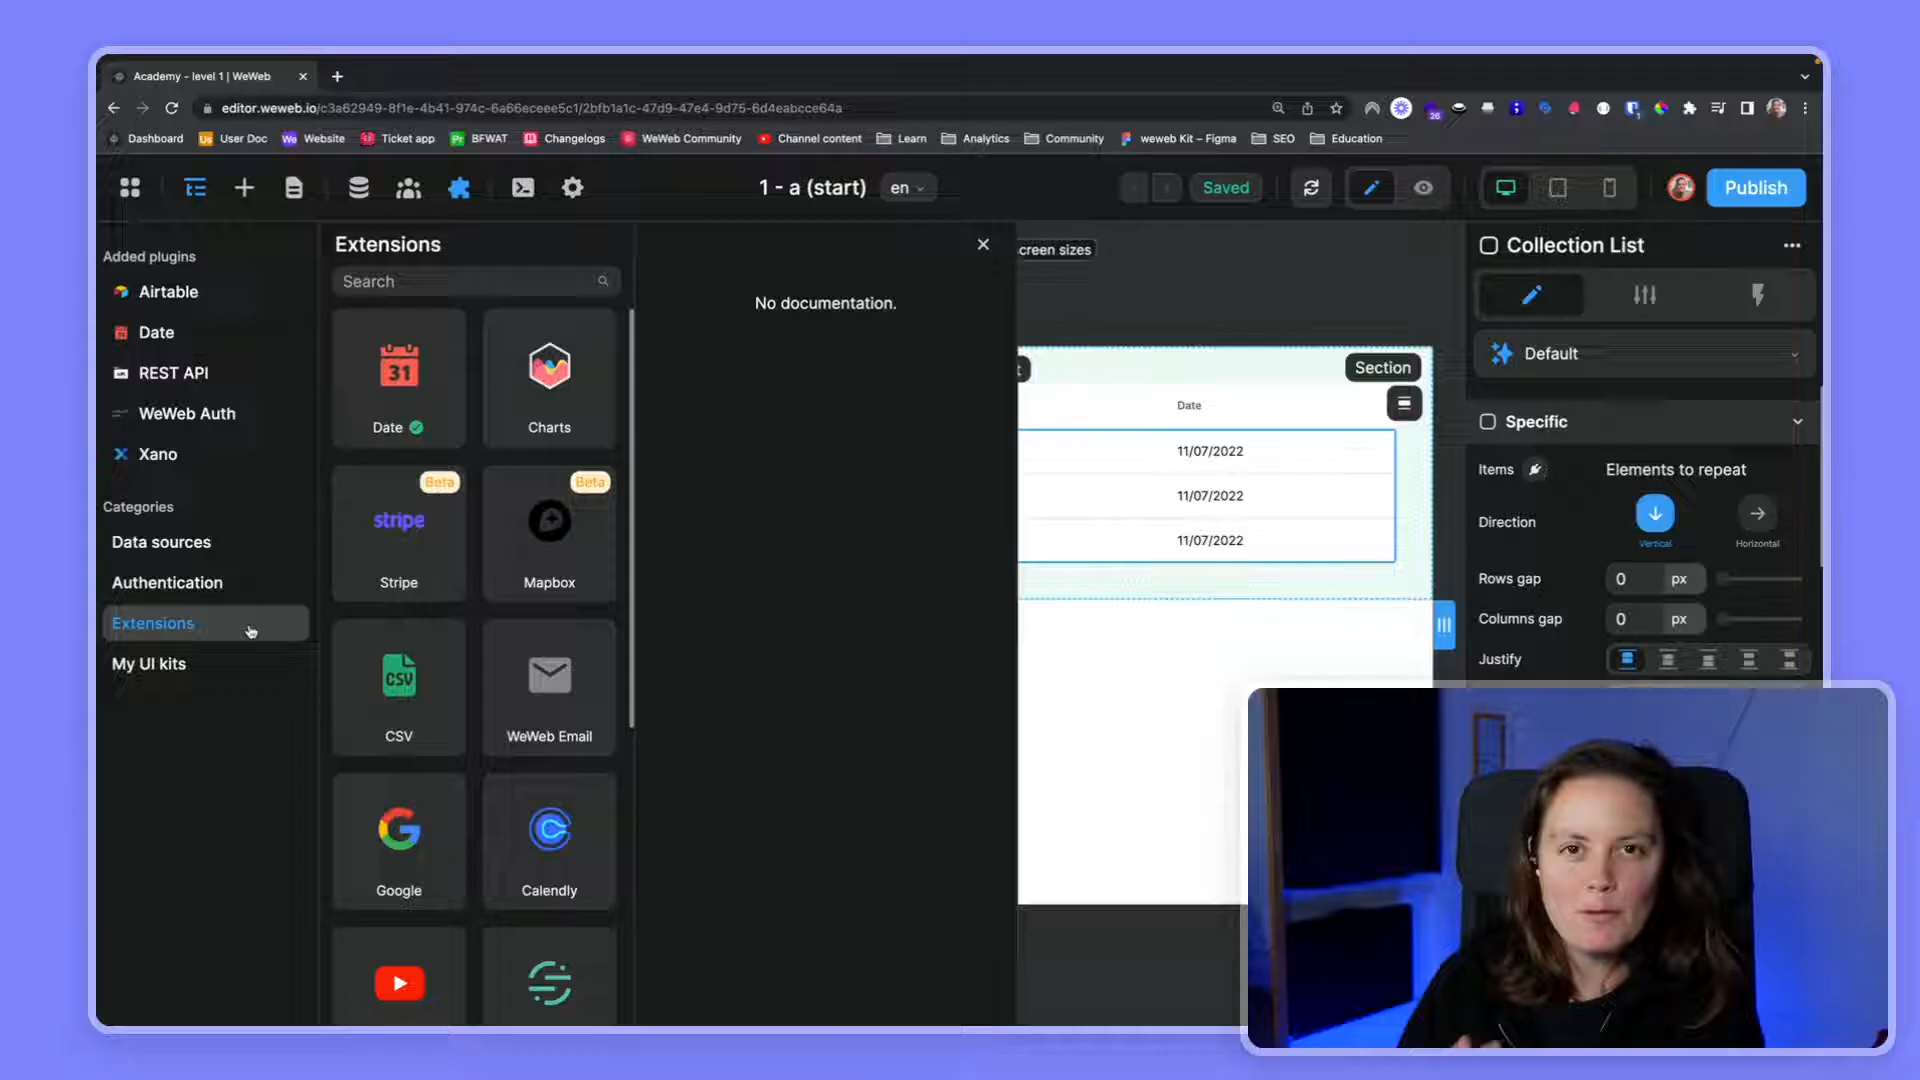 Academy - level 1 | WeWeb
editor.weweb.io/c3a62949-8f1e-4b41-974c-6a66eceee5c1/2bfb1a1c-47d9-47e4-9d75-6d4eabcce64a
26
Dashboard
User Doc
Website
Ticket app
BFWAT
Changelogs
WeWeb Community
Channel content
Learn
Analytics
Community
weweb Kit – Figma
SEO
Education
1 - a (start)
en
Saved
Publish
Added plugins
Airtable
Date
REST API
WeWeb Auth
Xano
Categories
Data sources
Authentication
Extensions
My UI kits
Extensions
Search
31
Date
Charts
Beta
stripe
Stripe
Beta
Mapbox
CSV
CSV
WeWeb Email
Google
Calendly
No documentation.
creen sizes
Section
Date
11/07/2022
11/07/2022
11/07/2022
Collection List
Default
Specific
Items
Elements to repeat
Direction
Vertical
Horizontal
Rows gap
0 px
Columns gap
0 px
Justify